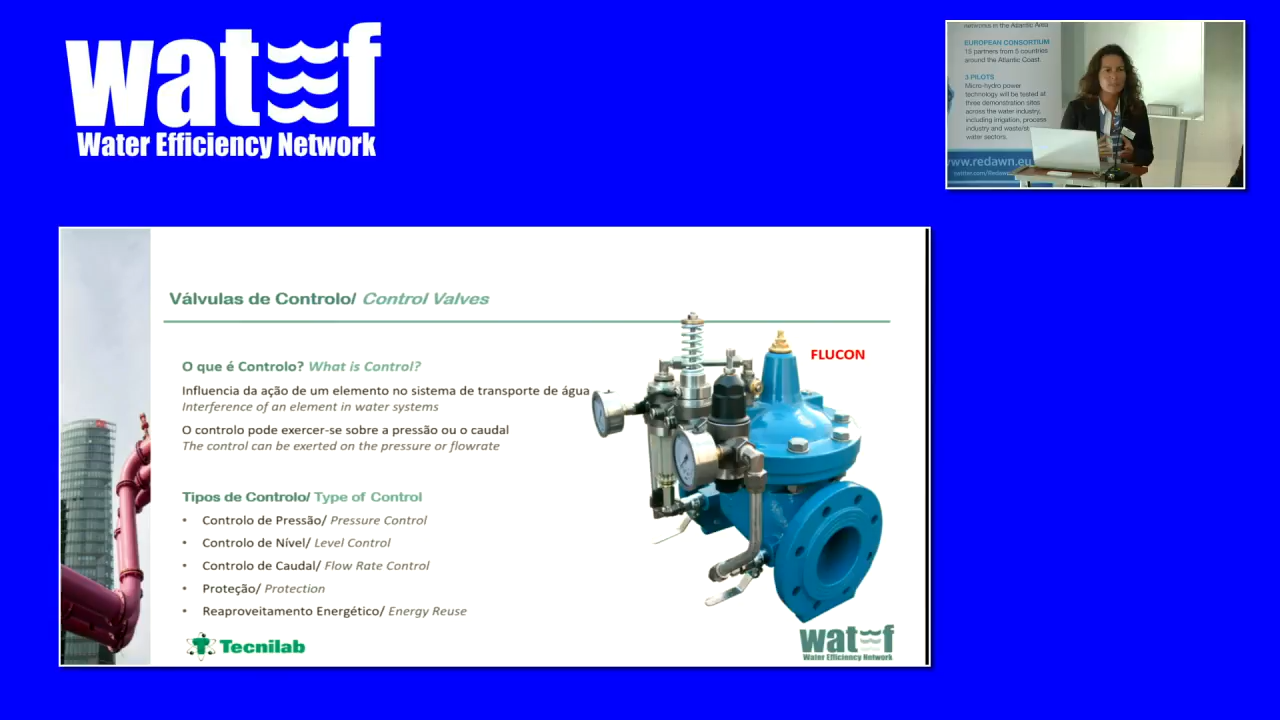 wat f
Water Efficiency Network
networks in the Atlantic Area
EUROPEAN CONSORTIUM
15 partners from 5 countries
around the Atlantic Coast.
3 PILOTS
Micro-hydro power
technology will be tested at
three demonstration sites
across the water industry,
including irrigation, process
industry and
water sectors.
www.redawn.eu
Válvulas de Controlo/ Control Valves
FLUCON
O que é Controlo? What is Control?
Influencia da ação de um elemento no sistema de transporte de água
Interference of an element in water systems
O controlo pode exercer-se sobre a pressão ou o caudal
The control can be exerted on the pressure or flowrate
Tipos de Controlo/ Type of Control
• Controlo de Pressão/ Pressure Control
• Controlo de Nível/ Level Control
• Controlo de Caudal/ Flow Rate Control
• Proteção/ Protection
• Reaproveitamento Energético/ Energy Reuse
T Tecnilab
wat f
Water Efficiency Network